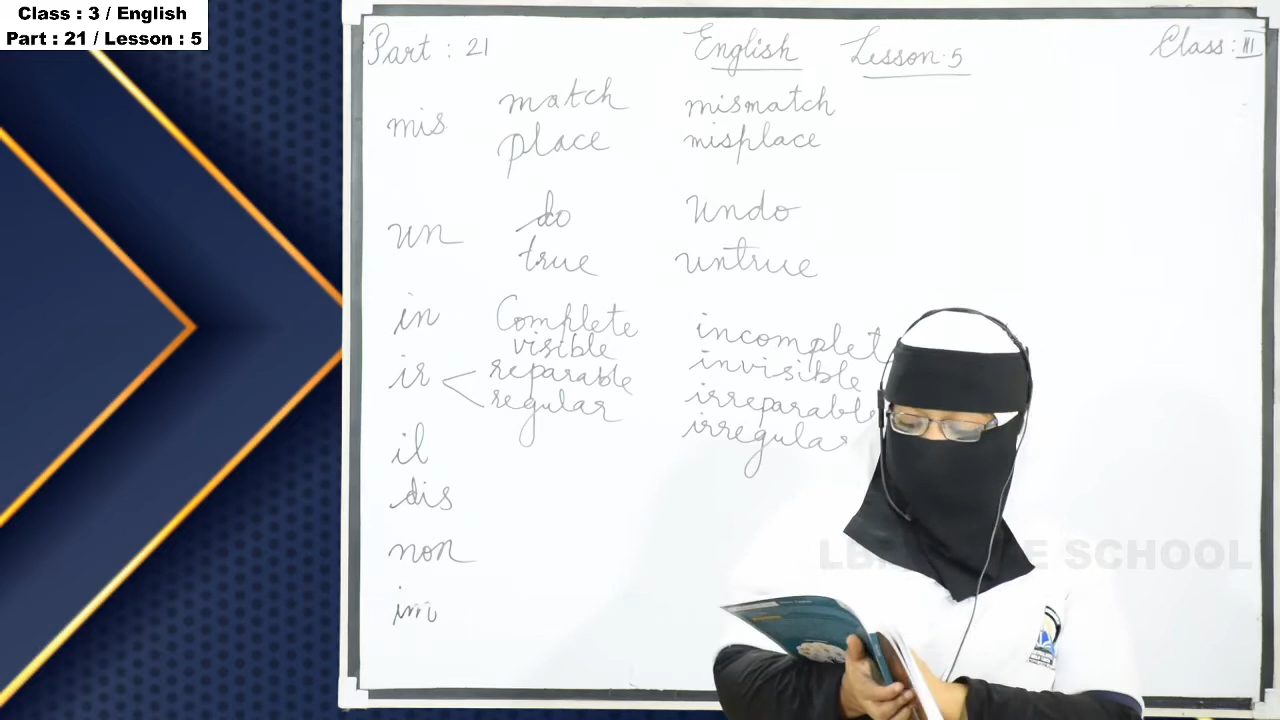 Class : 3 / English
Part : 21 / Lesson : 5
Part : 21 English Lesson.5 Class : III
mis match mismatch
place misplace
un do undo
true untrue
in Complete incomplet
visible invisible
ir reparable irreparable
regular irregular
il
dis
non
im
SCHOOL